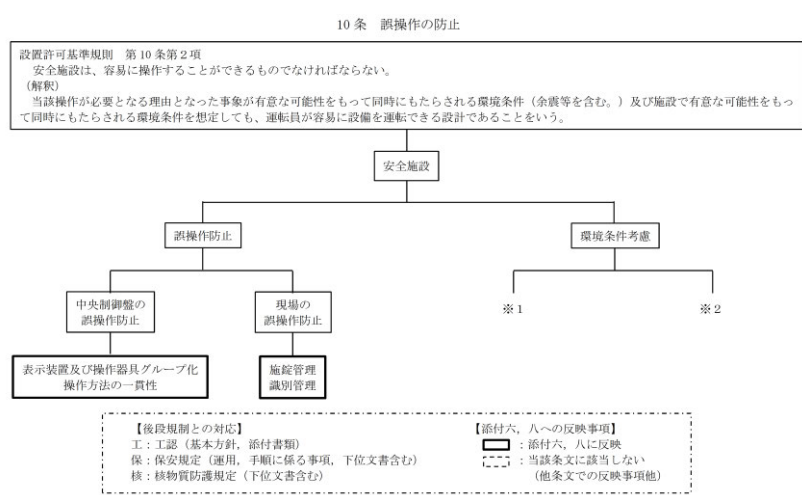 10条 誤操作の防止
設置許可基準規則 第10条第2項
安全施設は、容易に操作することができるものでなければならない。
(解釈)
当該操作が必要となる理由となった事象が有意な可能性をもって同時にもたらされる環境条件（余震等を含む。）及び施設で有意な可能性をもっ
て同時にもたらされる環境条件を想定しても、運転員が容易に設備を運転できる設計であることをいう。
安全施設
誤操作防止
環境条件考慮
中央制御盤の
誤操作防止
現場の
誤操作防止
※1
※2
表示装置及び操作器具グループ化
操作方法の一貫性
施錠管理
識別管理
【後段規制との対応】
工：工認（基本方針，添付書類）
保：保安規定（運用，手順に係る事項，下位文書含む）
核：核物質防護規定（下位文書含む）
【添付六，八への反映事項】
：添付六，八に反映
：当該条文に該当しない
（他条文での反映事項他）